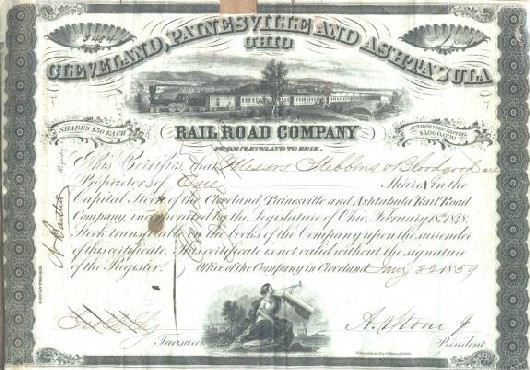 CLEVELAND, PAINESVILLE AND ASHTABULA
OHIO
RAIL ROAD COMPANY
SHARES $50 EACH
FROM CLEVELAND TO ERIE.
This Certifies that Messrs Stebbins & Bloodgood are
Proprietors of One Share in the
Capital Stock of the Cleveland, Painesville and Ashtabula Rail Road
Company, incorporated by the Legislature of Ohio, February 18, 1848.
Stock transferable on the books of the Company upon the surrender
of this certificate. This certificate is not valid without the signature
of the Register. Office of the Company in Cleveland, 22 1859
Treasurer
A. Stone Jr
President